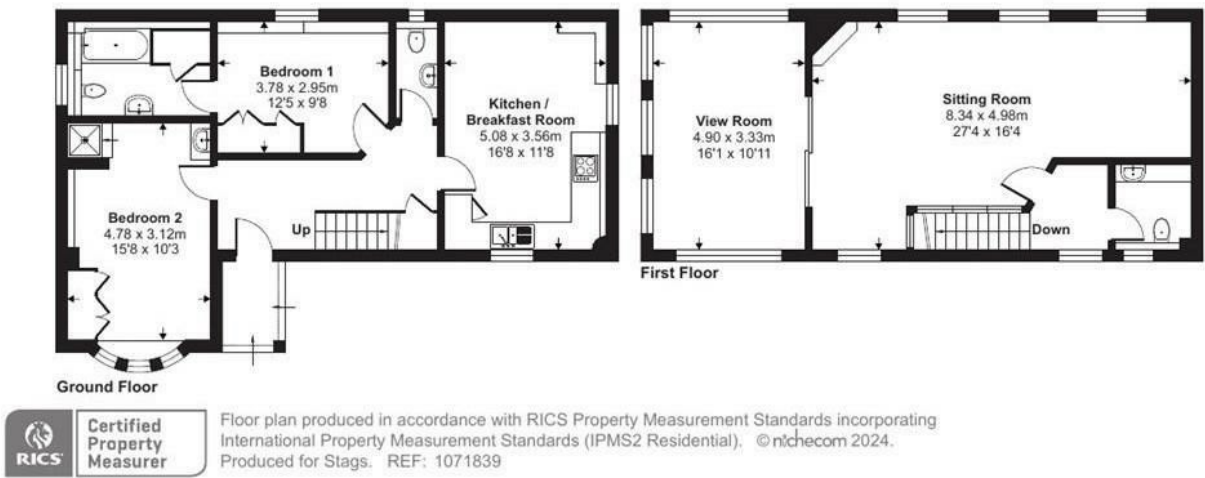 Bedroom 1
3.78 x 2.95m
12'5 x 9'8
Kitchen /
Breakfast Room
5.08 x 3.56m
16'8 x 11'8
Bedroom 2
4.78 x 3.12m
15'8 x 10'3
Up
Ground Floor
View Room
4.90 x 3.33m
16'1 x 10'11
Sitting Room
8.34 x 4.98m
27'4 x 16'4
Down
First Floor
RICS
Certified
Property
Measurer
Floor plan produced in accordance with RICS Property Measurement Standards incorporating
International Property Measurement Standards (IPMS2 Residential). © nichecom 2024.
Produced for Stags. REF: 1071839